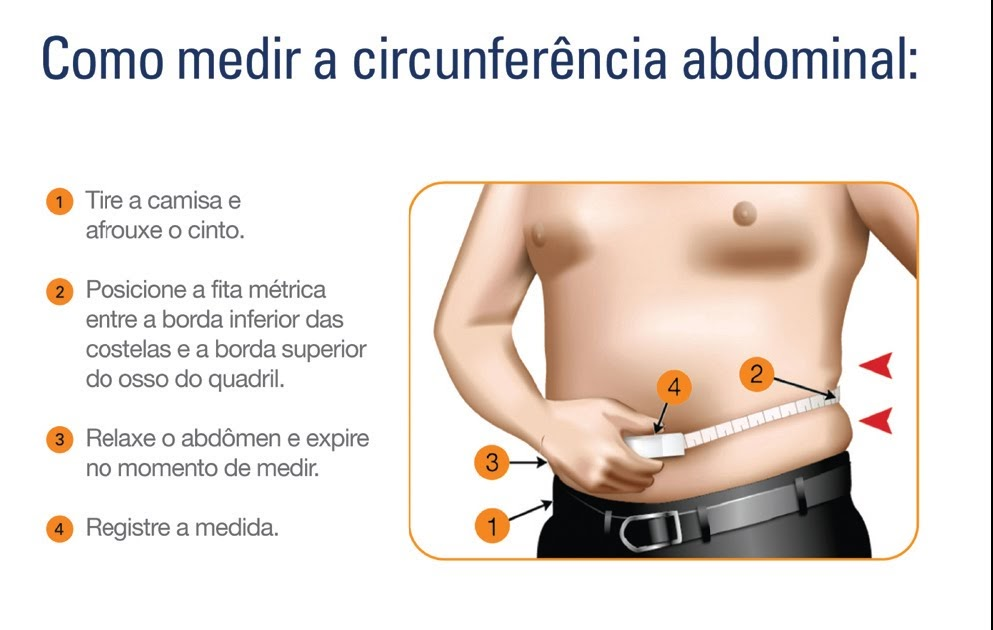 Como medir a circunferência abdominal:
1 Tire a camisa e
afrouxe o cinto.
2 Posicione a fita métrica
entre a borda inferior das
costelas e a borda superior
do osso do quadril.
3 Relaxe o abdômen e expire
no momento de medir.
4 Registre a medida.
2
4
3
1